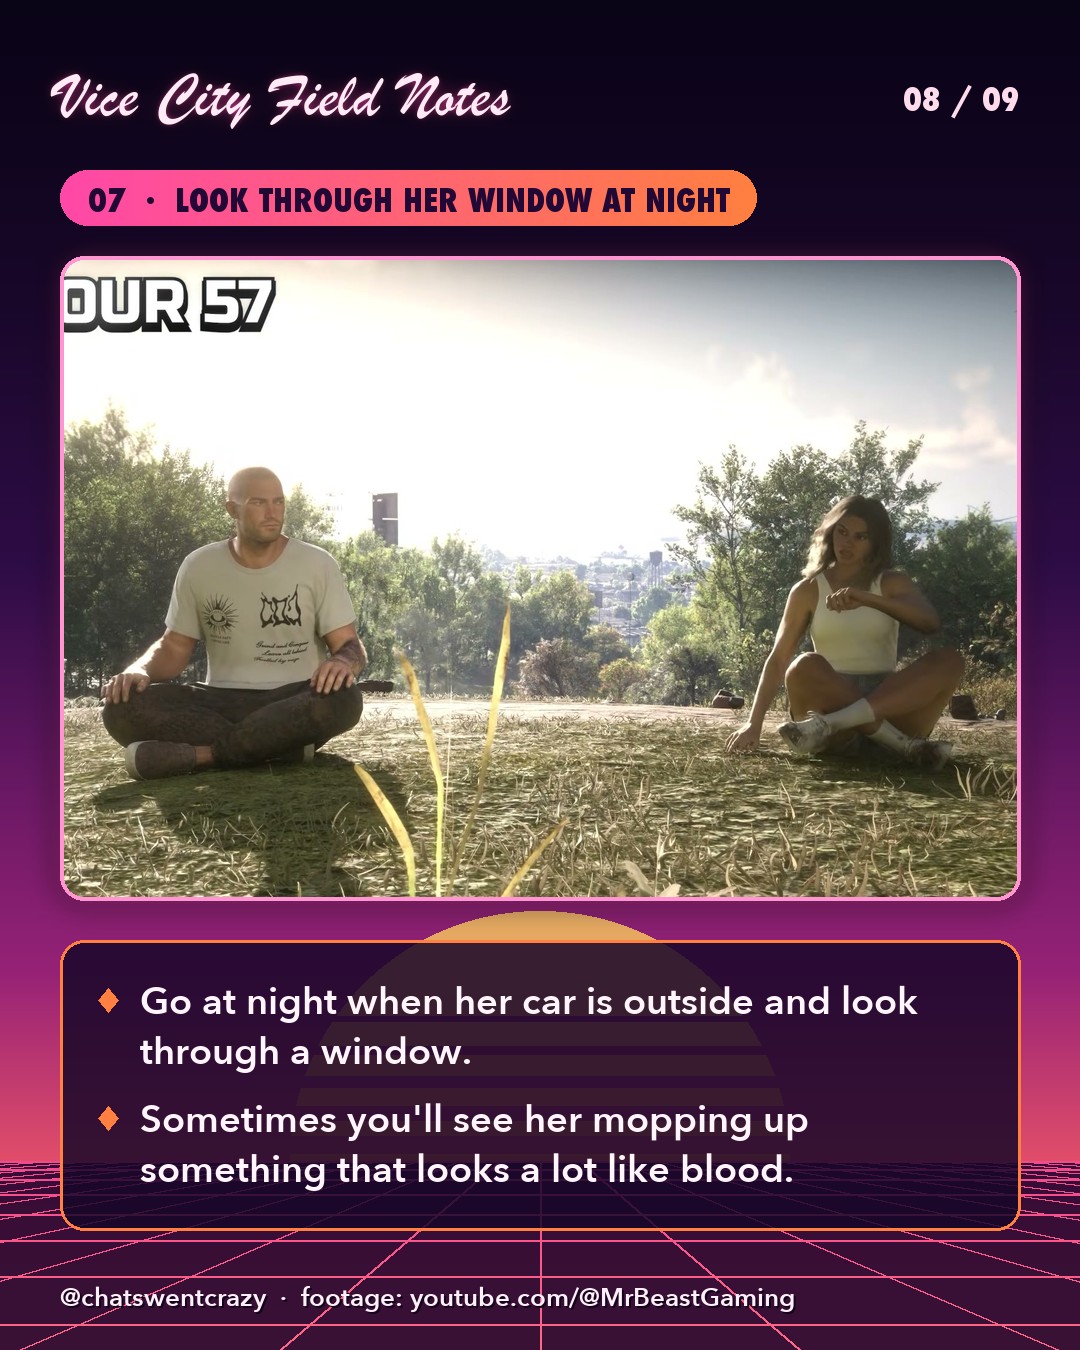 Vice City Field Notes
08 / 09
07 · LOOK THROUGH HER WINDOW AT NIGHT
OUR 57
Go at night when her car is outside and look
through a window.
Sometimes you'll see her mopping up
something that looks a lot like blood.
@chatswentcrazy · footage: youtube.com/@MrBeastGaming